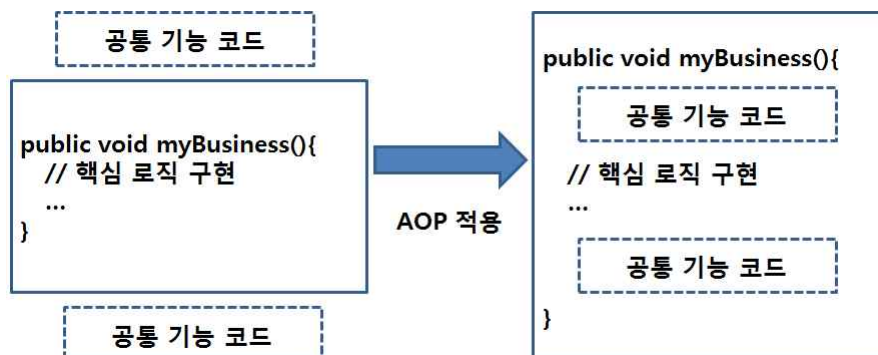 공통 기능 코드
public void myBusiness(){
// 핵심 로직 구현
...
}
공통 기능 코드
AOP 적용
public void myBusiness(){
공통 기능 코드
// 핵심 로직 구현
...
공통 기능 코드
}